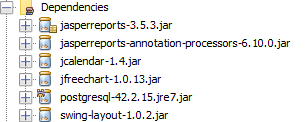 Dependencies
jasperreports-3.5.3.jar
jasperreports-annotation-processors-6.10.0.jar
jcalendar-1.4.jar
jfreechart-1.0.13.jar
postgresql-42.2.15.jre7.jar
swing-layout-1.0.2.jar